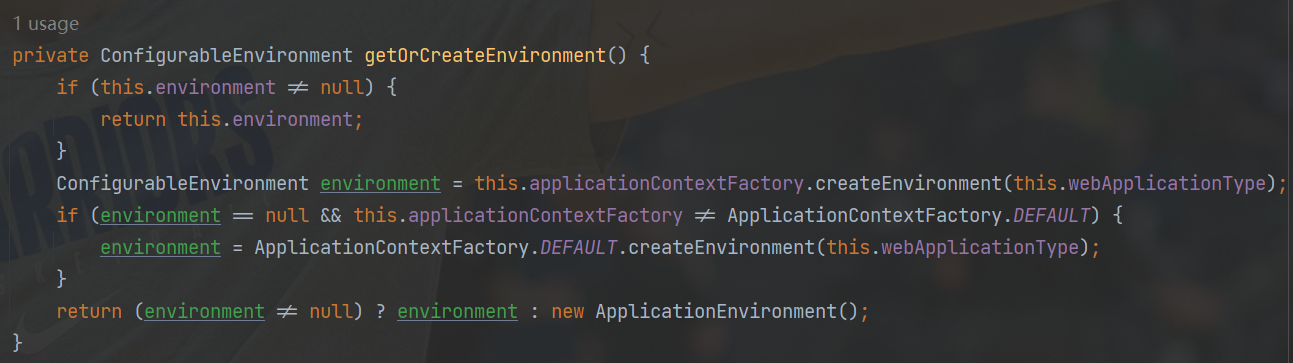 1 usage
private ConfigurableEnvironment getOrCreateEnvironment() {
if (this.environment != null) {
return this.environment;
}
ConfigurableEnvironment environment = this.applicationContextFactory.createEnvironment(this.webApplicationType);
if (environment == null && this.applicationContextFactory != ApplicationContextFactory.DEFAULT) {
environment = ApplicationContextFactory.DEFAULT.createEnvironment(this.webApplicationType);
}
return (environment != null) ? environment : new ApplicationEnvironment();
}